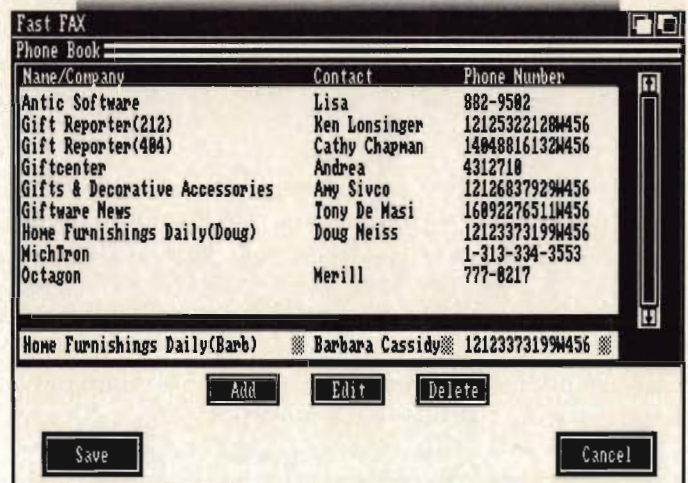 Fast FAX
Phone Book
Name/Company Contact Phone Number
Antic Software Lisa 882-9502
Gift Reporter(212) Ken Lonsinger 12125322128W456
Gift Reporter(404) Cathy Chapman 14048816132W456
Giftcenter Andrea 4312710
Gifts & Decorative Accessories Amy Sivco 12126837929W456
Giftware News Tony De Masi 16092276511W456
Home Furnishings Daily(Doug) Doug Meiss 12123373199W456
MichTron 1-313-334-3553
Octagon Merill 777-0217
Home Furnishings Daily(Barb) Barbara Cassidy 12123373199W456
Add Edit Delete
Save Cancel